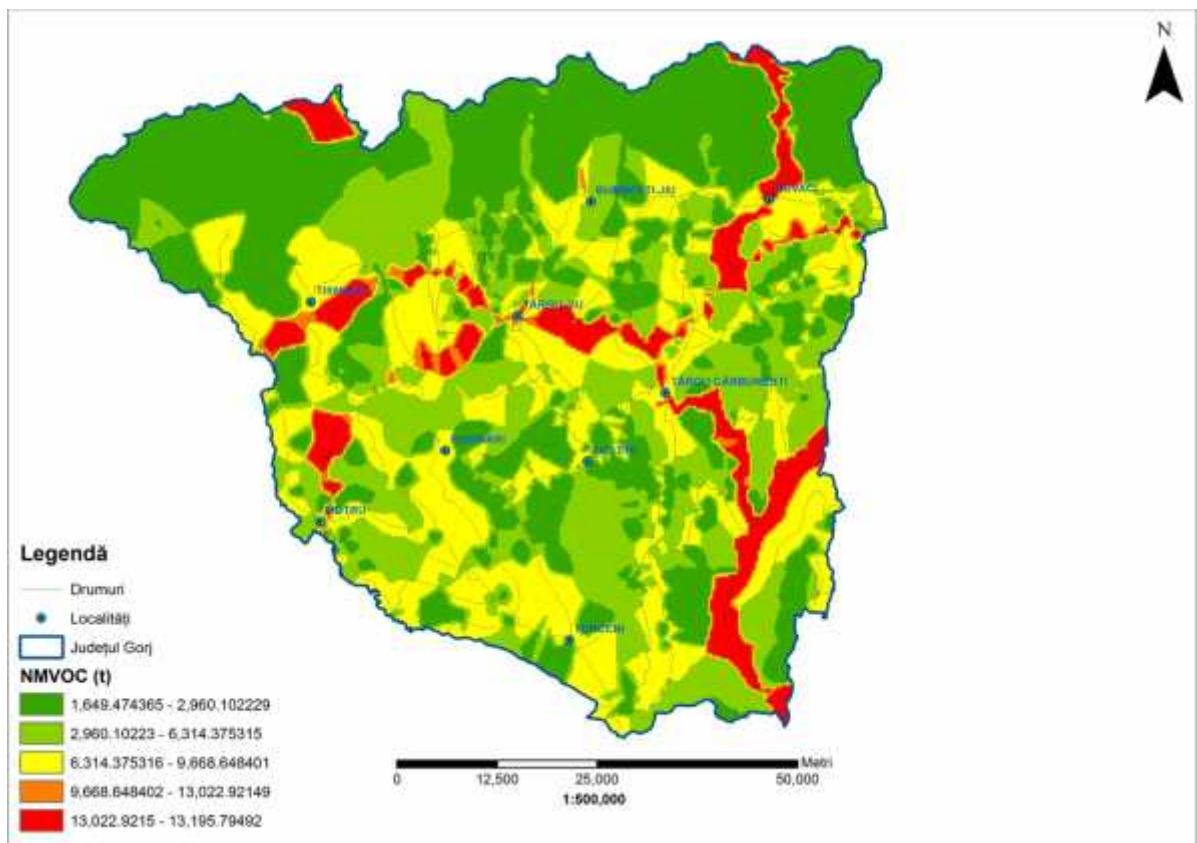 N
TÂRGU JIU
TÂRGU CĂRBUNEȘTI
MOTRU
TURCENI
Legendă
Drumuri
Localități
Județul Gorj
NMVOC (t)
1,649.474365 - 2,960.102229
2,960.10223 - 6,314.375315
6,314.375316 - 9,668.648401
9,668.648402 - 13,022.92149
13,022.9215 - 13,195.79492
Metri
0 12,500 25,000 50,000
1:500,000